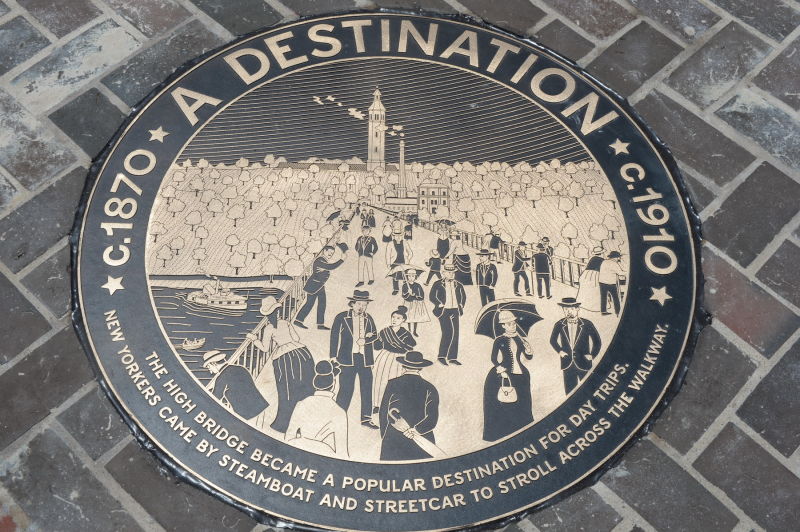 A DESTINATION
c.1870
c.1910
THE HIGH BRIDGE BECAME A POPULAR DESTINATION FOR DAY TRIPS.
NEW YORKERS CAME BY STEAMBOAT AND STREETCAR TO STROLL ACROSS THE WALKWAY.